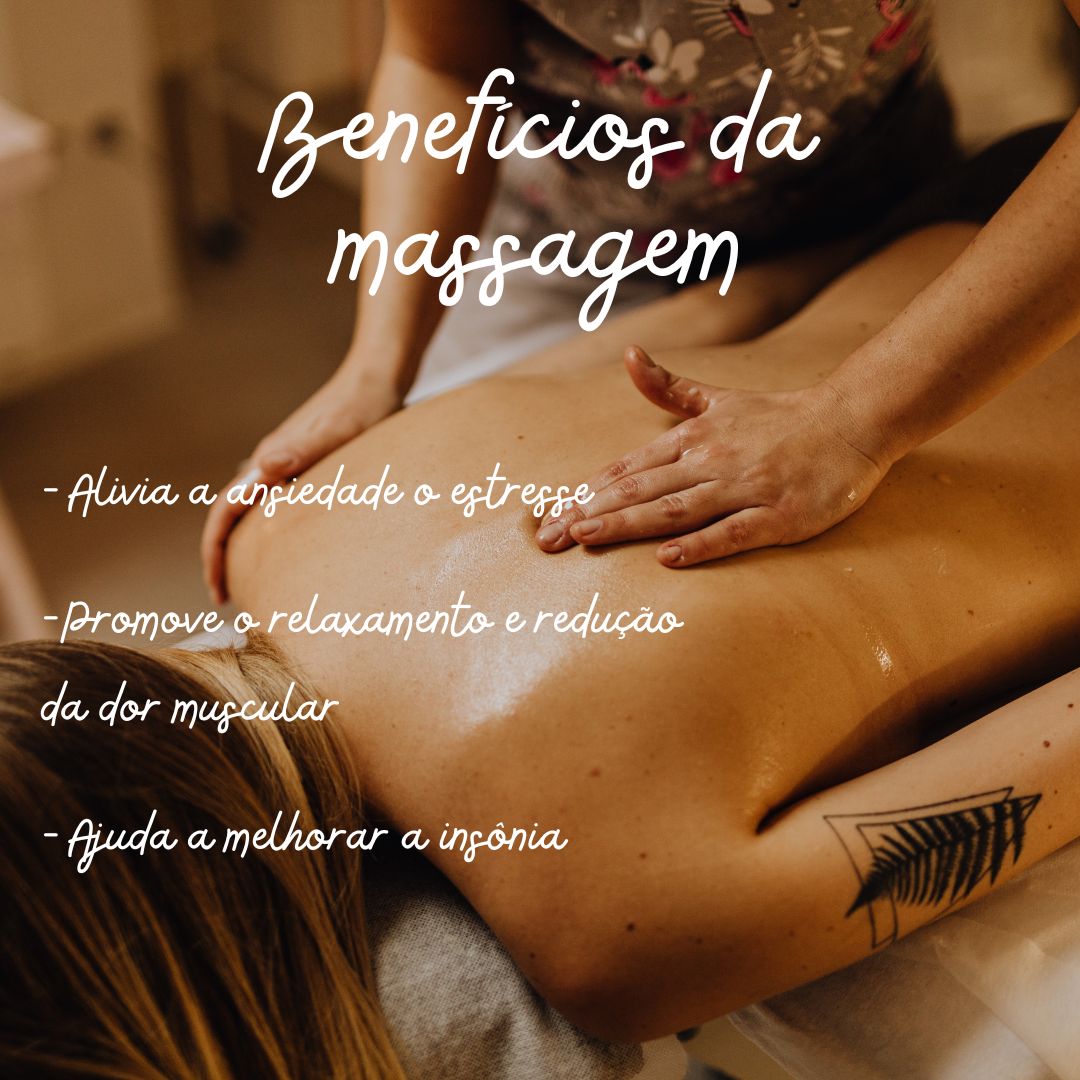 Benefícios da
massagem
- Alivia a ansiedade o estresse
-Promove o relaxamento e redução
da dor muscular
- Ajuda a melhorar a insônia